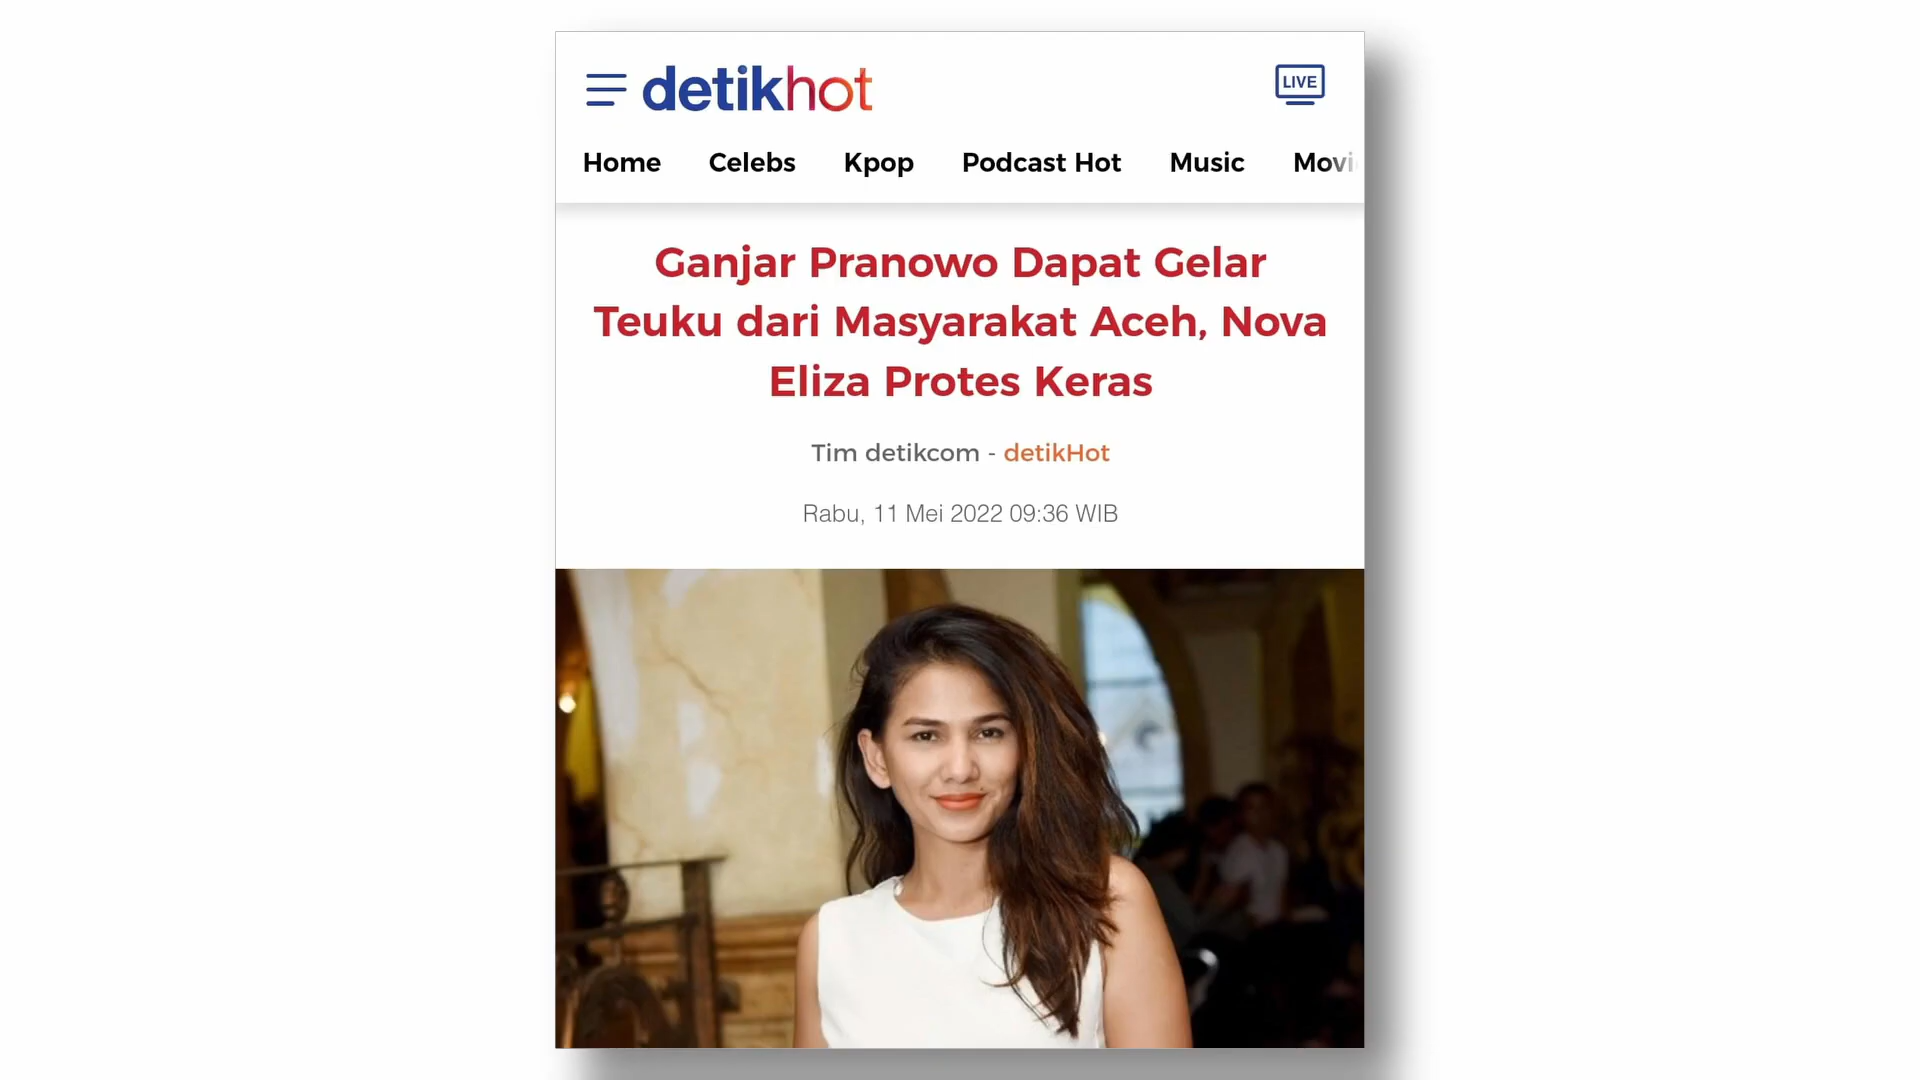 detikhot
LIVE
Home Celebs Kpop Podcast Hot Music Movi
Ganjar Pranowo Dapat Gelar
Teuku dari Masyarakat Aceh, Nova
Eliza Protes Keras
Tim detikcom - detikHot
Rabu, 11 Mei 2022 09:36 WIB